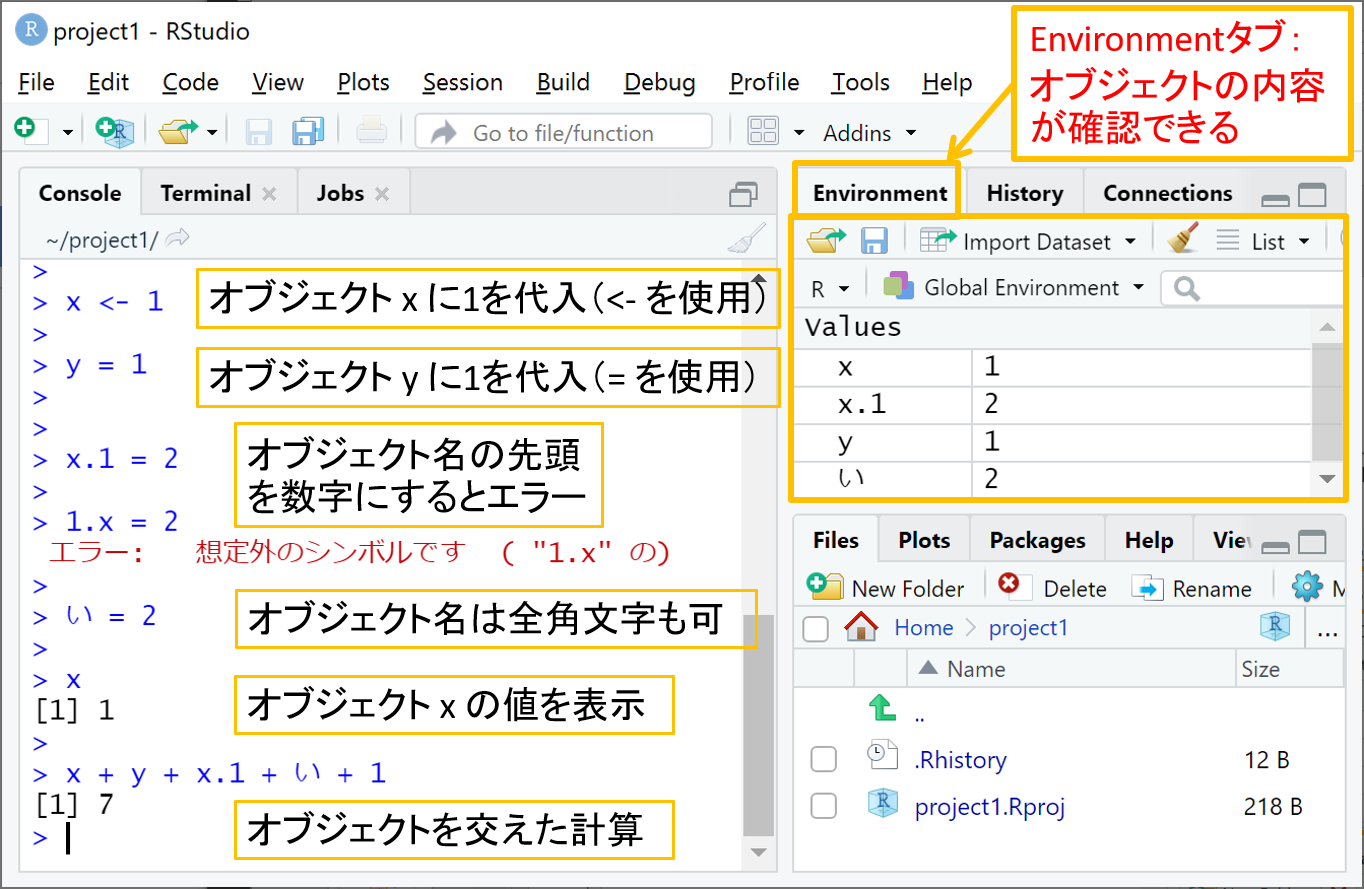 project1 - RStudio
Environmentタブ：
オブジェクトの内容
が確認できる
File Edit Code View Plots Session Build Debug Profile Tools Help
Go to file/function Addins
Console Terminal Jobs
~/project1/
>
> x <- 1
オブジェクト x に1を代入（<- を使用）
>
> y = 1
オブジェクト y に1を代入（= を使用）
>
>
> x.1 = 2
オブジェクト名の先頭
を数字にするとエラー
>
> 1.x = 2
エラー: 想定外のシンボルです ( "1.x" の)
>
> い = 2
オブジェクト名は全角文字も可
>
> x
[1] 1
オブジェクト x の値を表示
>
> x + y + x.1 + い + 1
[1] 7
オブジェクトを交えた計算
>
Environment History Connections
Import Dataset List
R Global Environment
Values
x 1
x.1 2
y 1
い 2
Files Plots Packages Help
New Folder Delete Rename
Home > project1 R ...
Name Size
..
.Rhistory 12 B
project1.Rproj 218 B